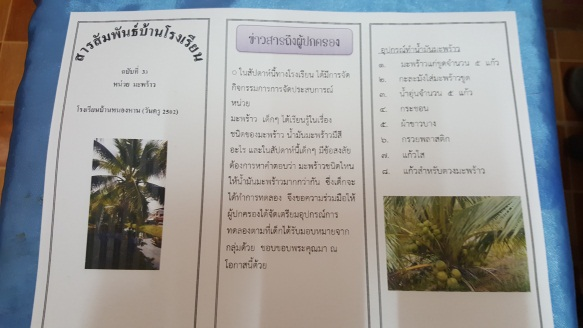 สารสัมพันธ์บ้านโรงเรียน
ฉบับที่ 31
หน่วย มะพร้าว
โรงเรียนบ้านหนองหาน (วันครู 2502)
ข่าวสารถึงผู้ปกครอง
○ ในสัปดาห์นี้ทางโรงเรียน ได้มีการจัด
กิจกรรมการการจัดประสบการณ์
หน่วย
มะพร้าว เด็กๆ ได้เรียนรู้ในเรื่อง
ชนิดของมะพร้าว น้ำมันมะพร้าวมีสี
อะไร และในสัปดาห์นี้เด็กๆ มีข้อสงสัย
ต้องการหาคำตอบว่า มะพร้าวชนิดไหน
ให้น้ำมันมะพร้าวมากกว่ากัน ซึ่งเด็กจะ
ได้ทำการทดลอง จึงขอความร่วมมือให้
ผู้ปกครองได้จัดเตรียมอุปกรณ์การ
ทดลองตามที่เด็กได้รับมอบหมายจาก
กลุ่มด้วย ขอบขอบพระคุณมา ณ
โอกาสนี้ด้วย
อุปกรณ์ทำน้ำมันมะพร้าว
๑. มะพร้าวแก่ขูดจำนวน ๕ แก้ว
๒. กะละมังใส่มะพร้าวขูด
๓. น้ำอุ่นจำนวน ๕ แก้ว
๔. กระชอน
๕. ผ้าขาวบาง
๖. กรวยพลาสติก
๗. แก้วใส
๘ แก้วสำหรับตวงมะพร้าว